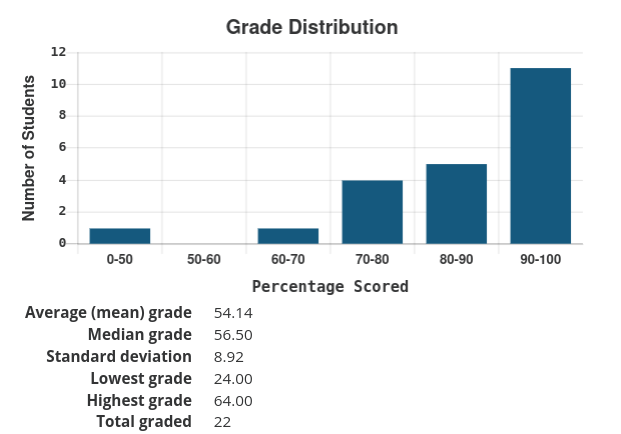 Grade Distribution
12
10
8
6
4
2
0
Number of Students
0-50 50-60 60-70 70-80 80-90 90-100
Percentage Scored
Average (mean) grade 54.14
Median grade 56.50
Standard deviation 8.92
Lowest grade 24.00
Highest grade 64.00
Total graded 22